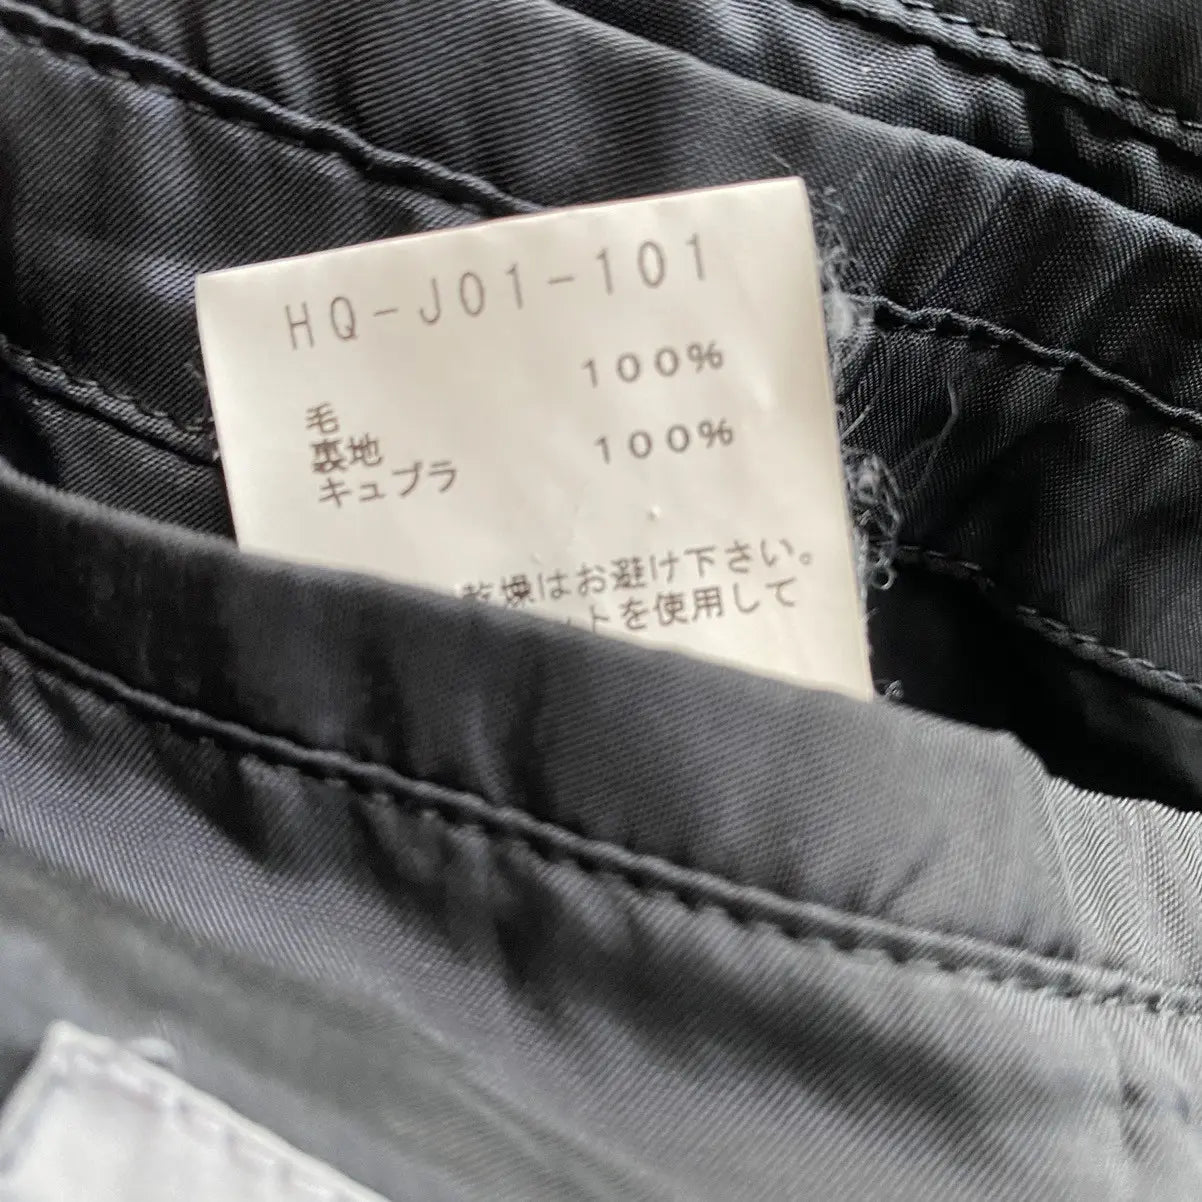 HQ-J01-101
100%
毛
裏地 100%
キュプラ
乾燥はお避け下さい。
トを使用して